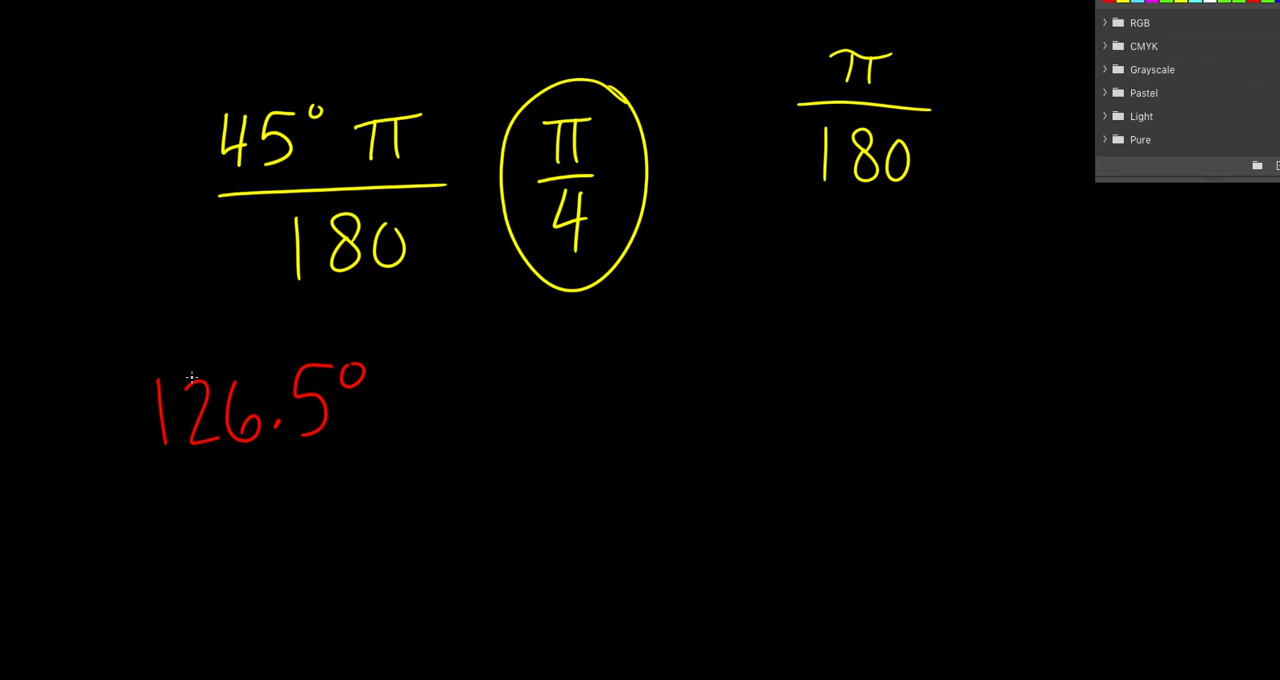 45° π
180
π
4
π
180
126.5°
RGB
CMYK
Grayscale
Pastel
Light
Pure